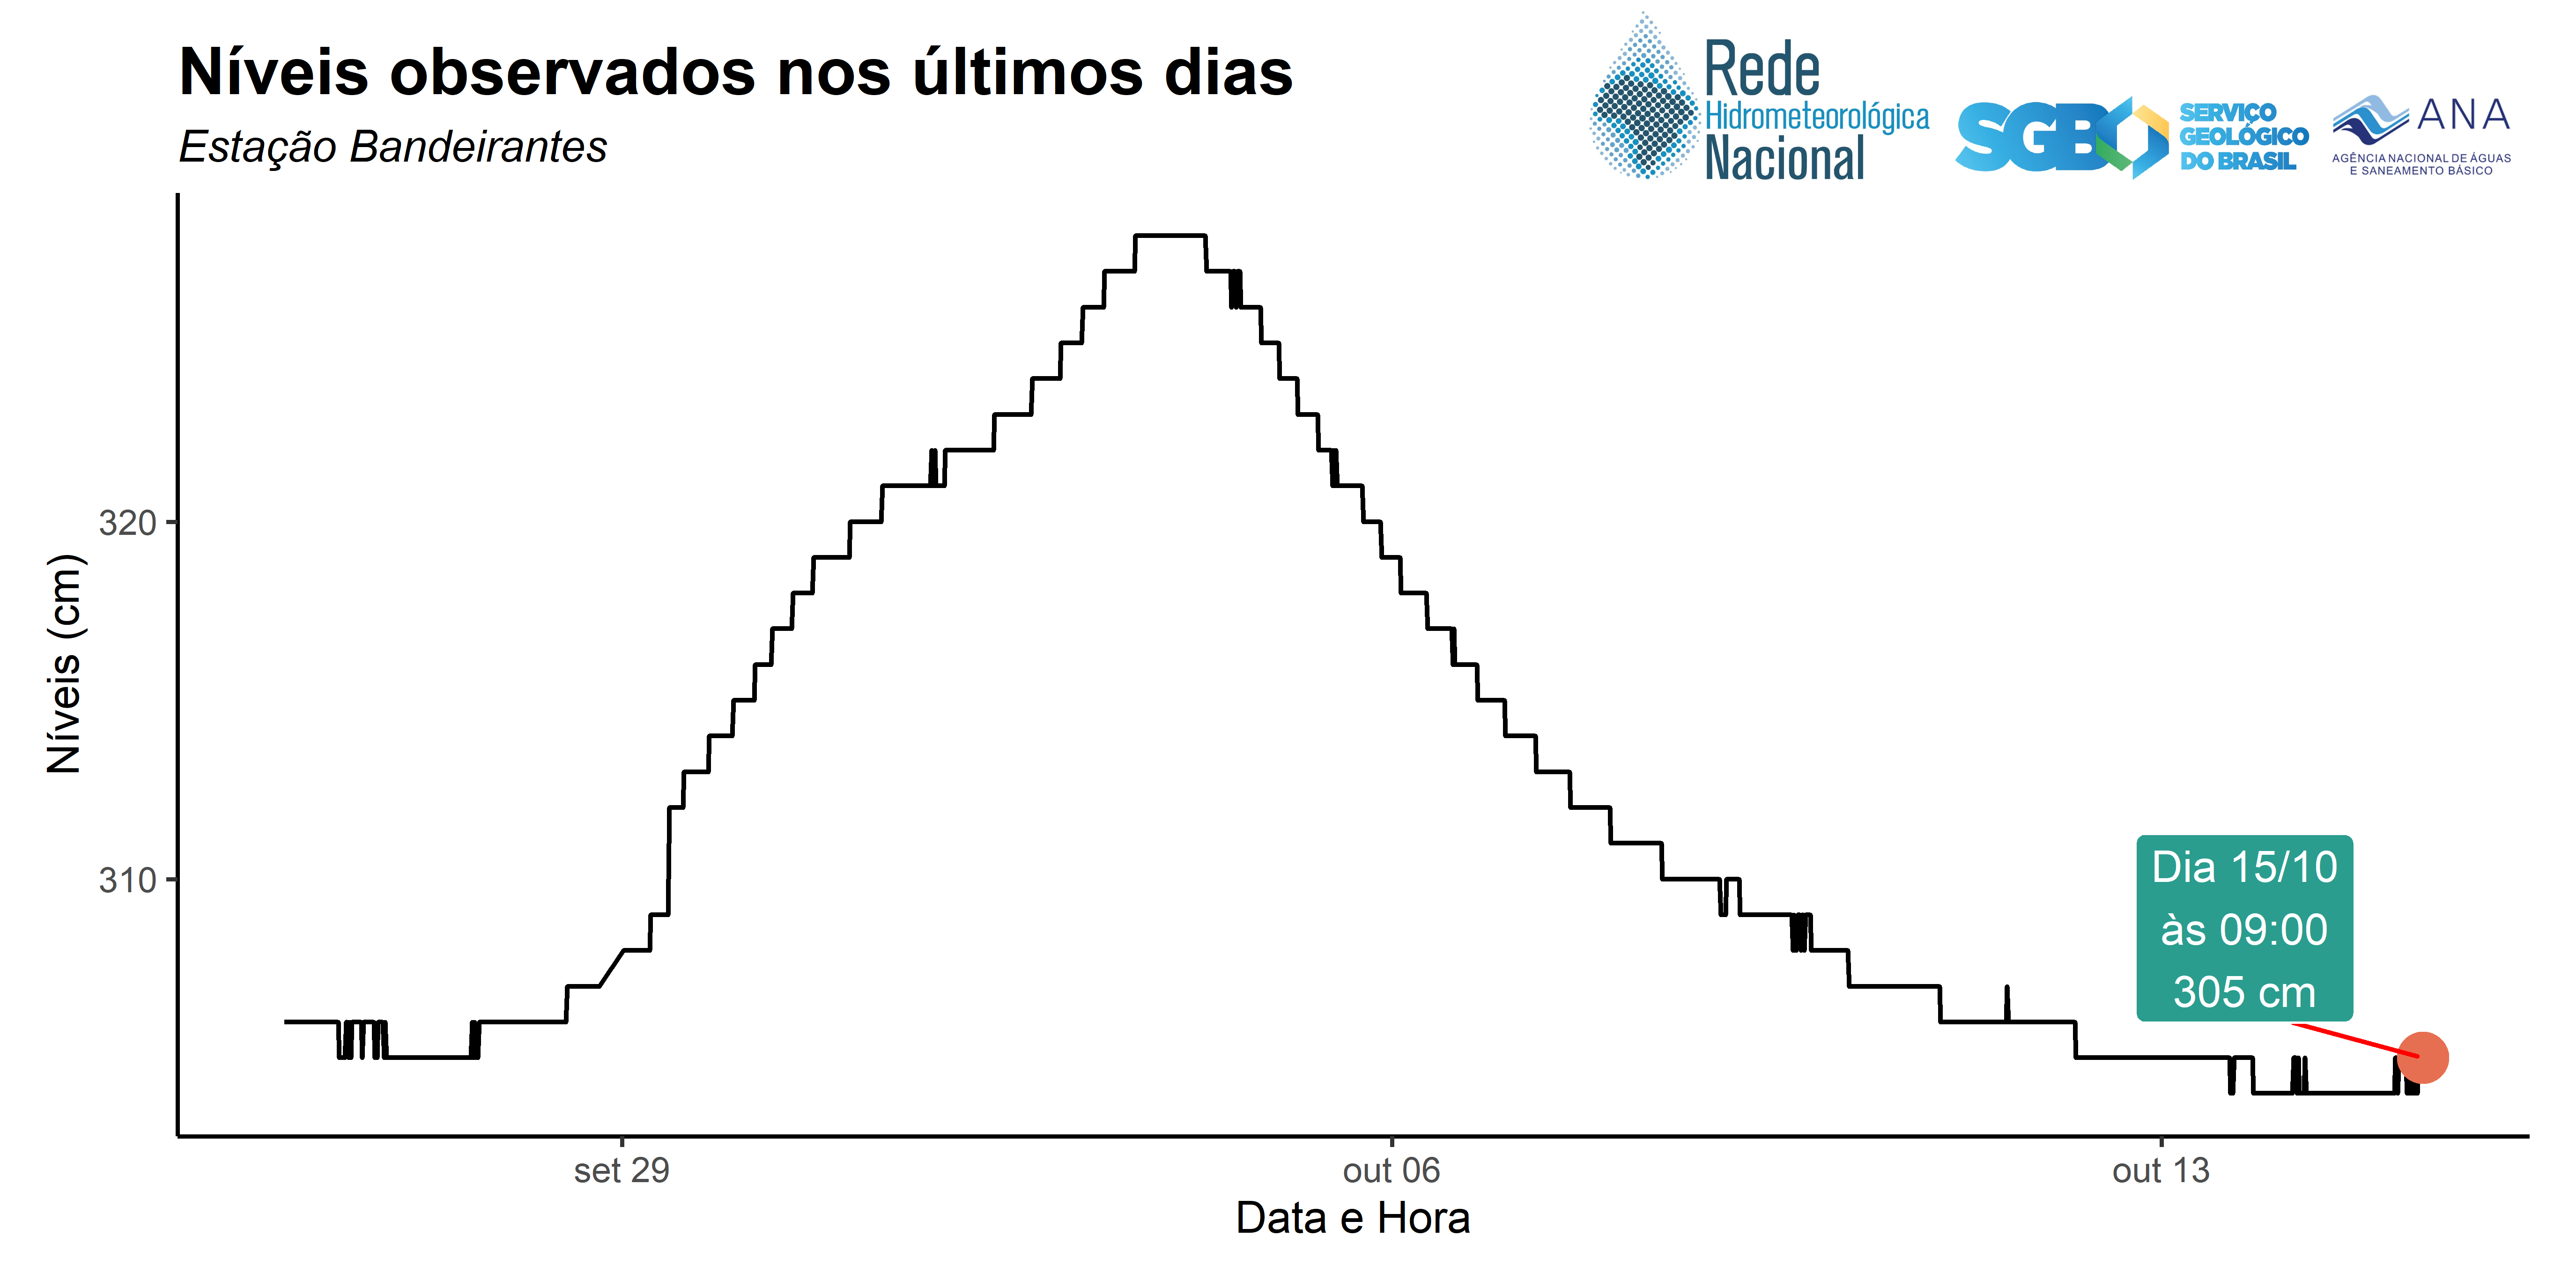 Níveis observados nos últimos dias
Estação Bandeirantes
Rede
Hidrometeorológica
Nacional
SGB
SERVIÇO
GEOLÓGICO
DO BRASIL
ANA
AGÊNCIA NACIONAL DE ÁGUAS
E SANEAMENTO BÁSICO
Níveis (cm)
320
310
Dia 15/10
às 09:00
305 cm
set 29
out 06
out 13
Data e Hora